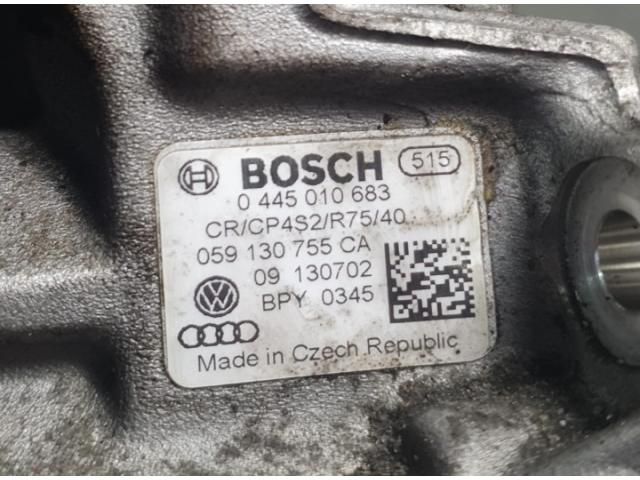 BOSCH 515
0 445 010 683
CR/CP4S2/R75/40
059 130 755 CA
09 130702
BPY 0345
Made in Czech Republic